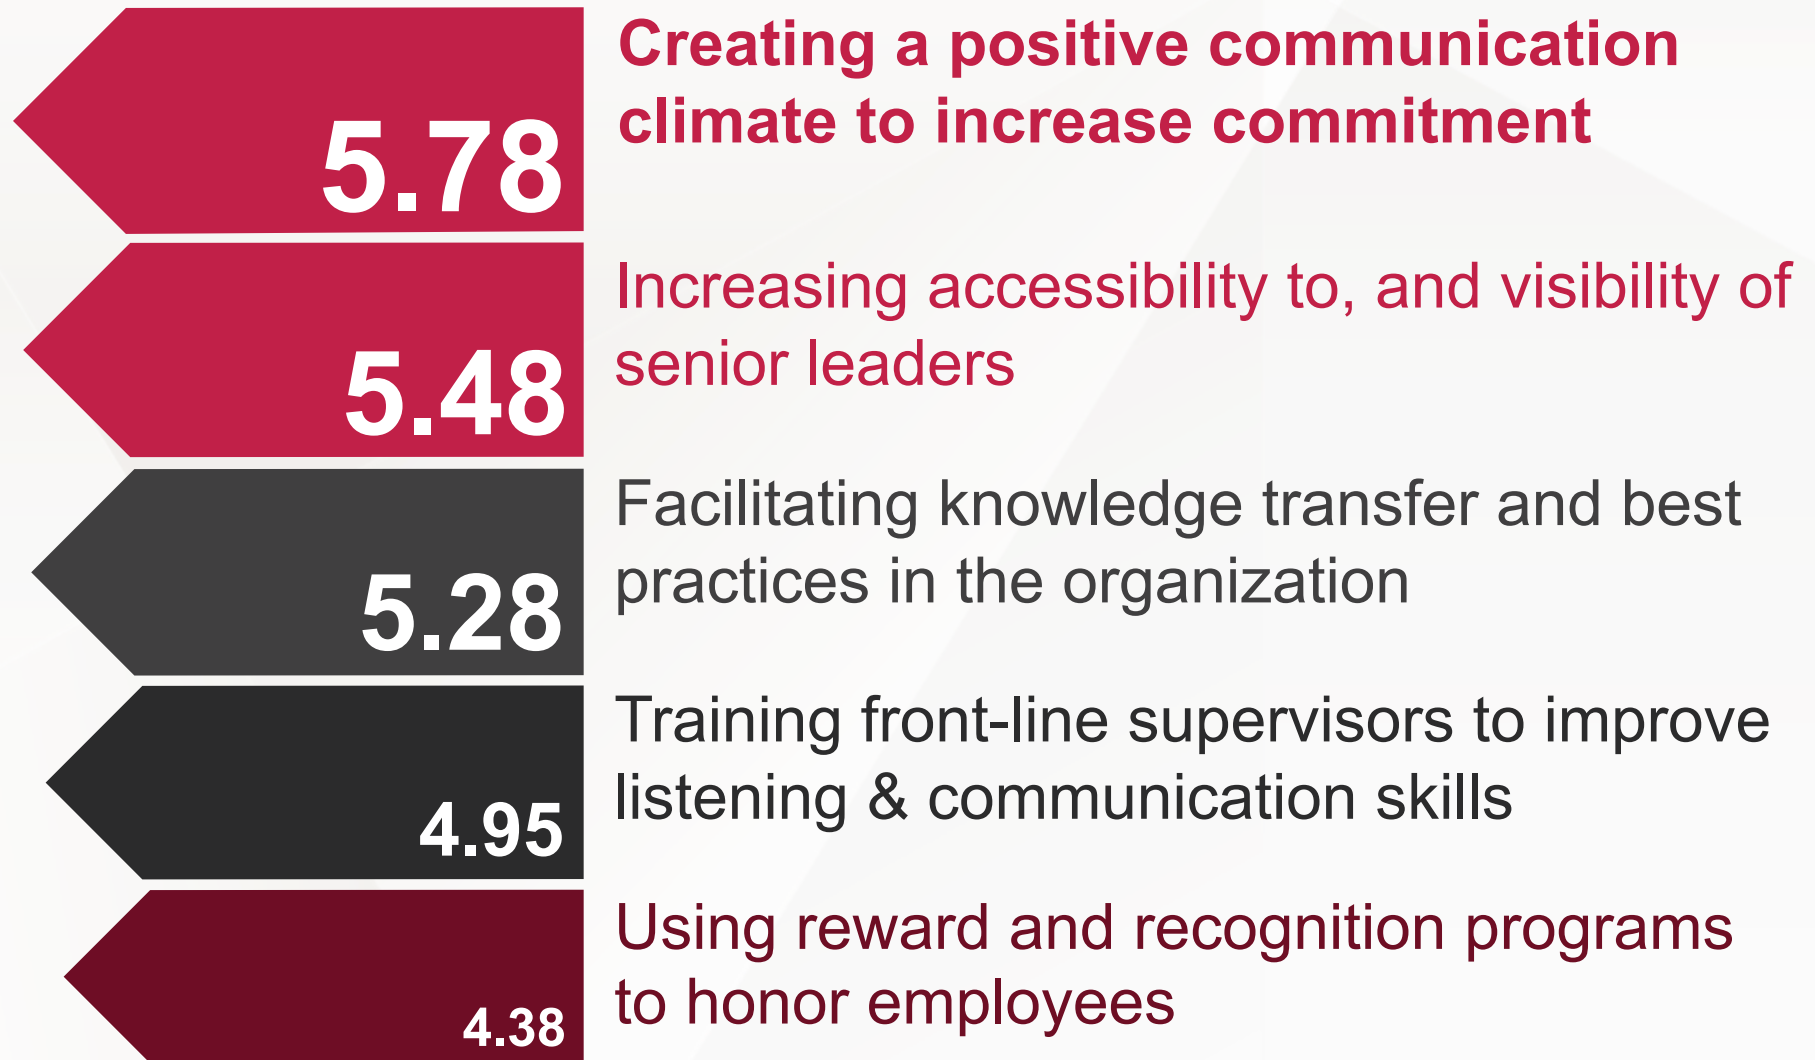 5.78
Creating a positive communication
climate to increase commitment
5.48
Increasing accessibility to, and visibility of
senior leaders
5.28
Facilitating knowledge transfer and best
practices in the organization
4.95
Training front-line supervisors to improve
listening & communication skills
4.38
Using reward and recognition programs
to honor employees